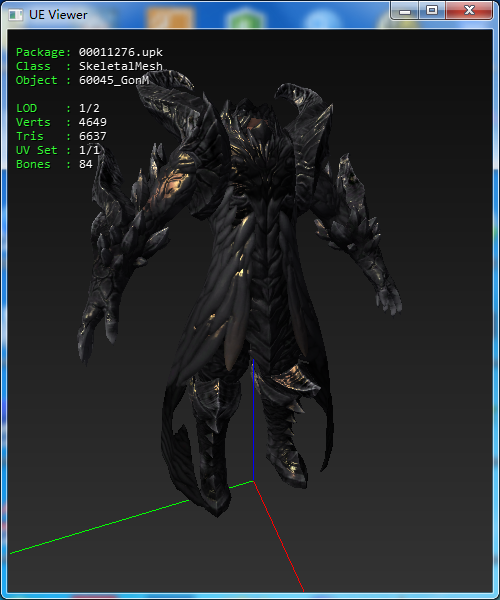 UE Viewer
Package: 00011276.upk
Class : SkeletalMesh
Object : 60045_GonM
LOD : 1/2
Verts : 4649
Tris : 6637
UV Set : 1/1
Bones : 84